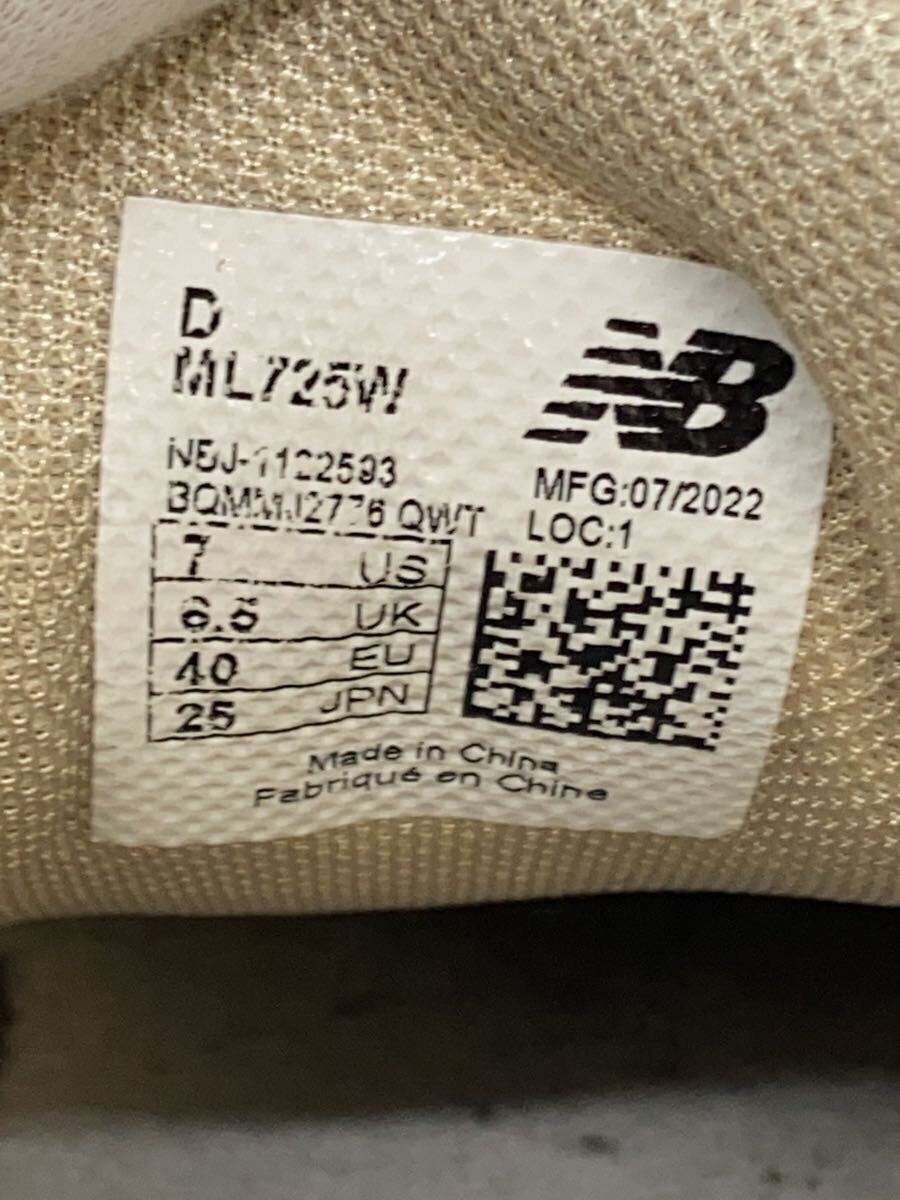 D
ML725W
NBJ-1122593
BQMMJ2776 QWT
NB
MFG:07/2022
LOC:1
7 US
6.5 UK
40 EU
25 JPN
Made in China
Fabriqué en Chine